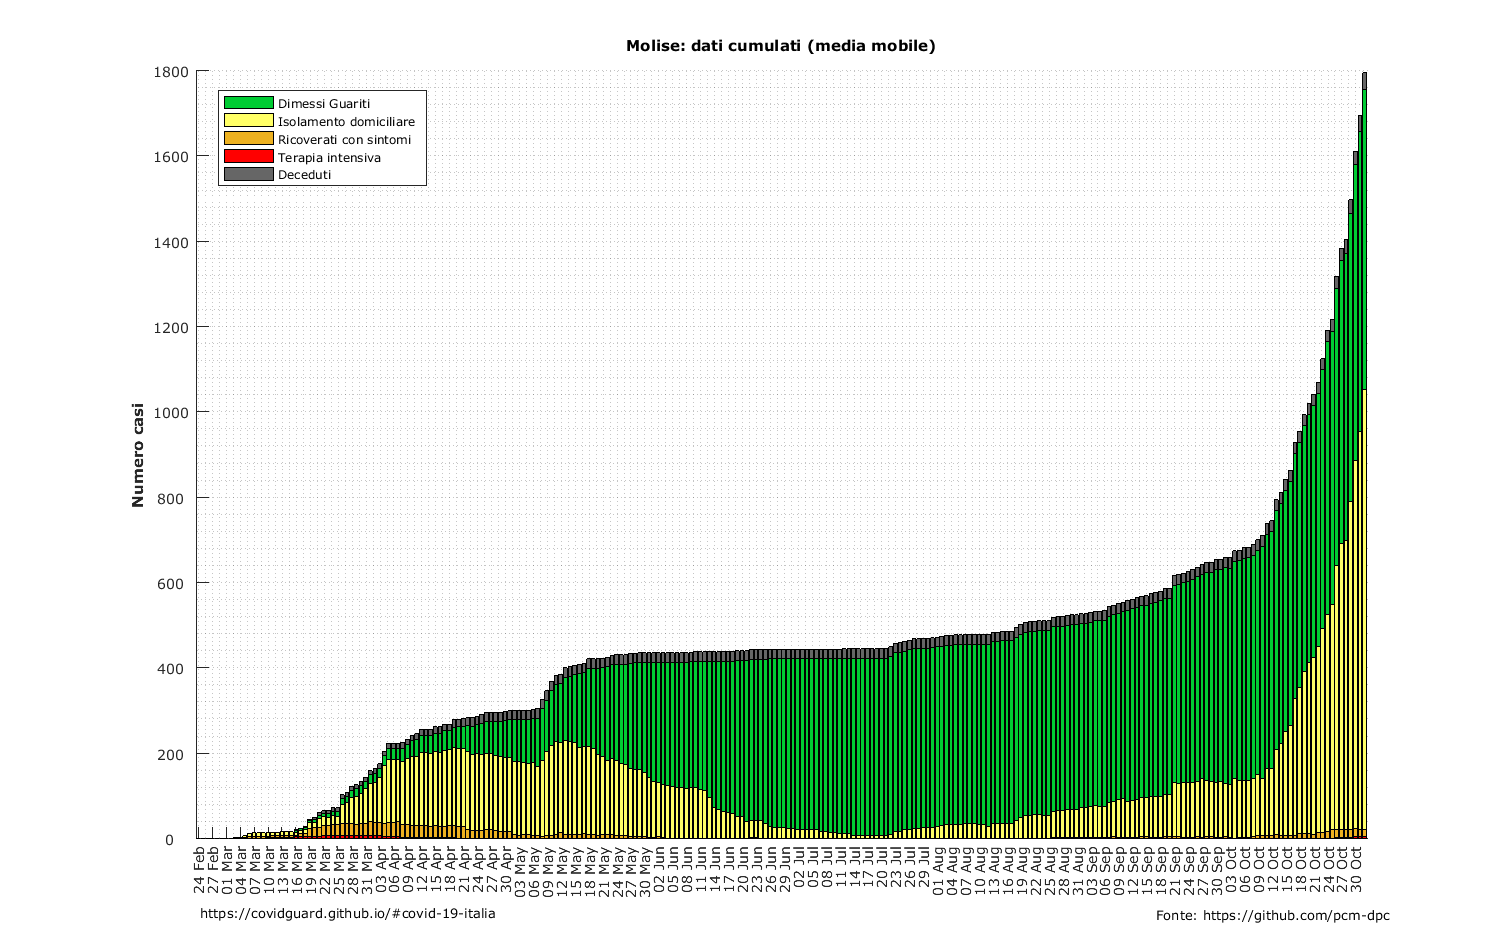 Molise: dati cumulati (media mobile)
1800
1600
1400
1200
1000
800
600
400
200
0
Numero casi
Dimessi Guariti
Isolamento domiciliare
Ricoverati con sintomi
Terapia intensiva
Deceduti
24 Feb
27 Feb
01 Mar
04 Mar
07 Mar
10 Mar
13 Mar
16 Mar
19 Mar
22 Mar
25 Mar
28 Mar
31 Mar
03 Apr
06 Apr
09 Apr
12 Apr
15 Apr
18 Apr
21 Apr
24 Apr
27 Apr
30 Apr
03 May
06 May
09 May
12 May
15 May
18 May
21 May
24 May
27 May
30 May
02 Jun
05 Jun
08 Jun
11 Jun
14 Jun
17 Jun
20 Jun
23 Jun
26 Jun
29 Jun
02 Jul
05 Jul
08 Jul
11 Jul
14 Jul
17 Jul
20 Jul
23 Jul
26 Jul
29 Jul
01 Aug
04 Aug
07 Aug
10 Aug
13 Aug
16 Aug
19 Aug
22 Aug
25 Aug
28 Aug
31 Aug
03 Sep
06 Sep
09 Sep
12 Sep
15 Sep
18 Sep
21 Sep
24 Sep
27 Sep
30 Sep
03 Oct
06 Oct
09 Oct
12 Oct
15 Oct
18 Oct
21 Oct
24 Oct
27 Oct
30 Oct
https://covidguard.github.io/#covid-19-italia
Fonte: https://github.com/pcm-dpc